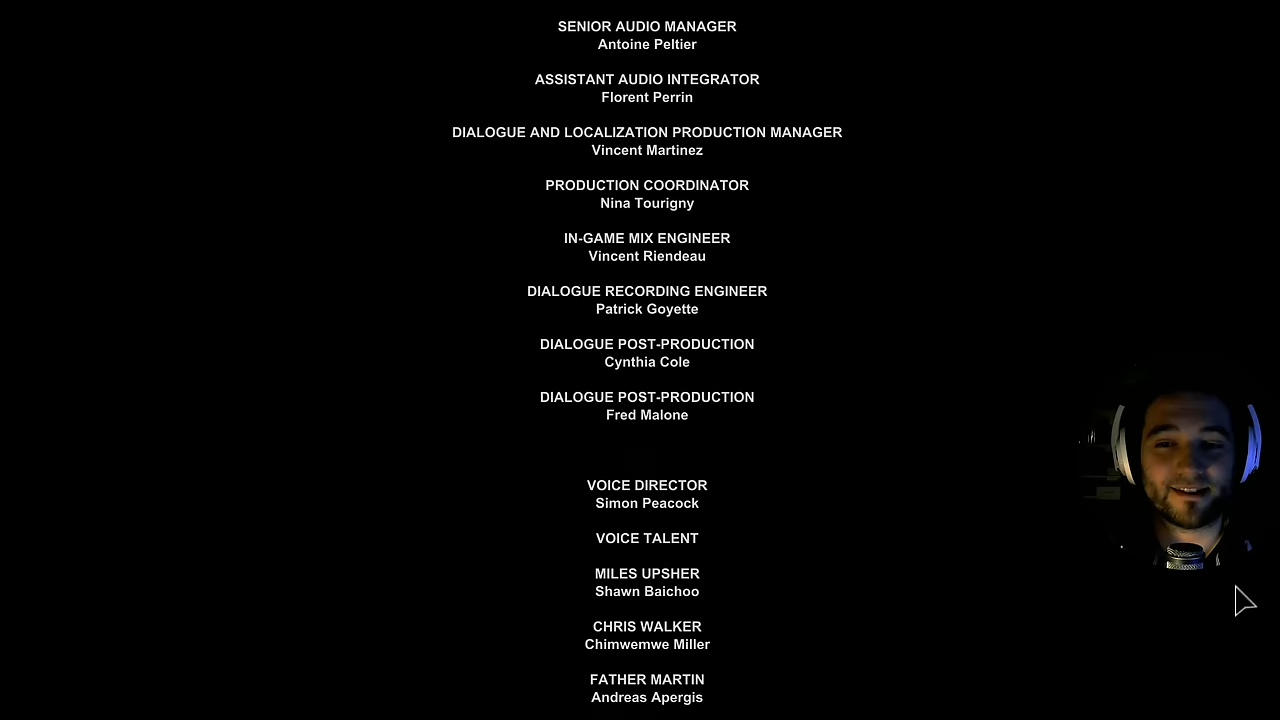 SENIOR AUDIO MANAGER
Antoine Peltier
ASSISTANT AUDIO INTEGRATOR
Florent Perrin
DIALOGUE AND LOCALIZATION PRODUCTION MANAGER
Vincent Martinez
PRODUCTION COORDINATOR
Nina Tourigny
IN-GAME MIX ENGINEER
Vincent Riendeau
DIALOGUE RECORDING ENGINEER
Patrick Goyette
DIALOGUE POST-PRODUCTION
Cynthia Cole
DIALOGUE POST-PRODUCTION
Fred Malone
VOICE DIRECTOR
Simon Peacock
VOICE TALENT
MILES UPSHER
Shawn Baichoo
CHRIS WALKER
Chimwemwe Miller
FATHER MARTIN
Andreas Apergis